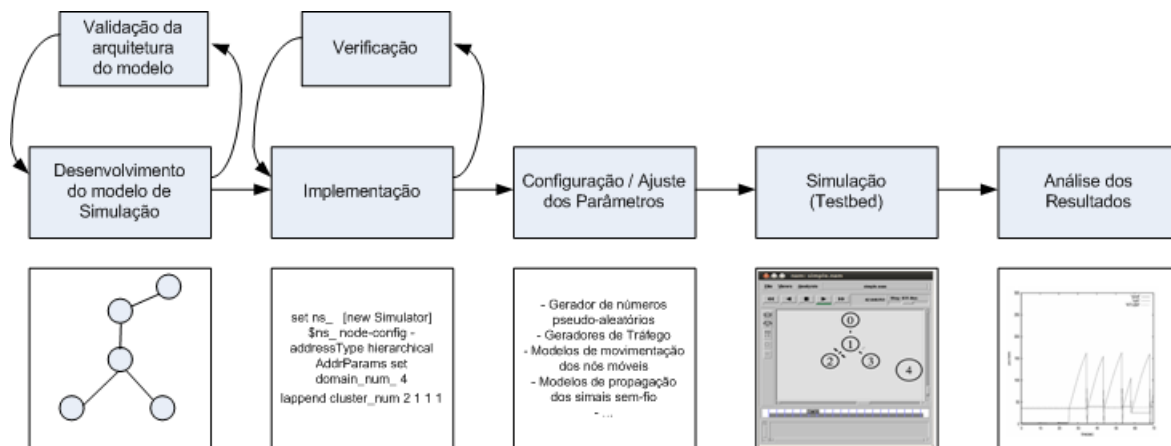 Validação da
arquitetura
do modelo
Verificação
Desenvolvimento
do modelo de
Simulação
Implementação
Configuração / Ajuste
dos Parâmetros
Simulação
(Testbed)
Análise dos
Resultados
set ns_ [new Simulator]
$ns_ node-config -
addressType hierarchical
AddrParams set
domain_num_ 4
lappend cluster_num 2 1 1 1
- Gerador de números
pseudo-aleatórios
- Geradores de Tráfego
- Modelos de movimentação
dos nós móveis
- Modelos de propagação
dos simais sem-fio
- ...
0
1
2
3
4